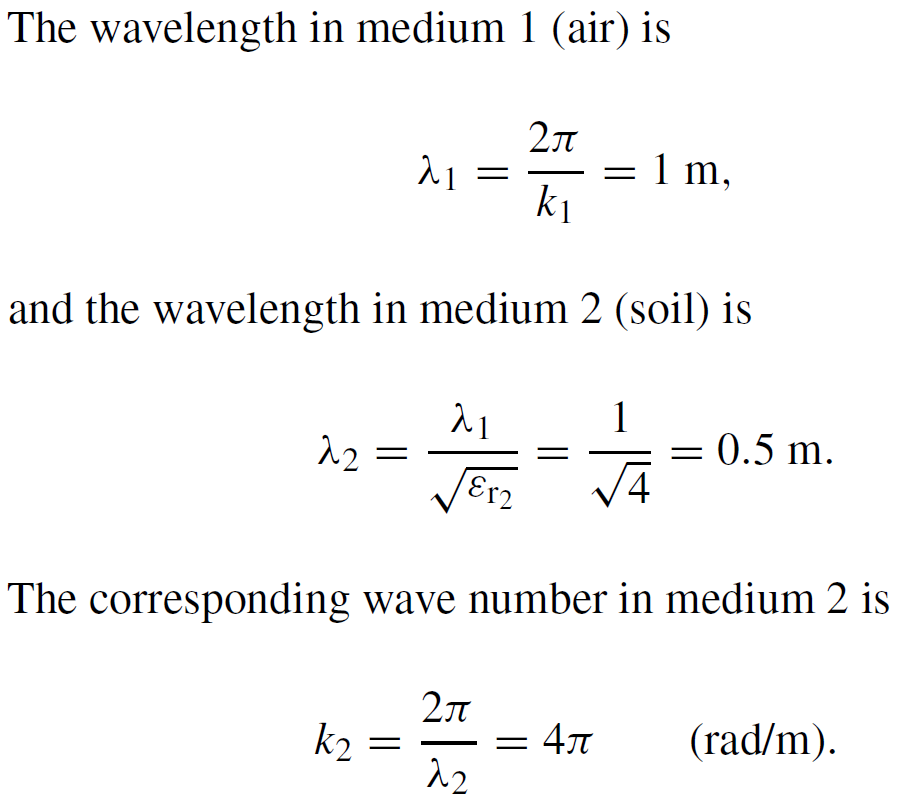 The wavelength in medium 1 (air) is
λ₁ = 2π/k₁ = 1 m,
and the wavelength in medium 2 (soil) is
λ₂ = λ₁/√εr₂ = 1/√4 = 0.5 m.
The corresponding wave number in medium 2 is
k₂ = 2π/λ₂ = 4π (rad/m).